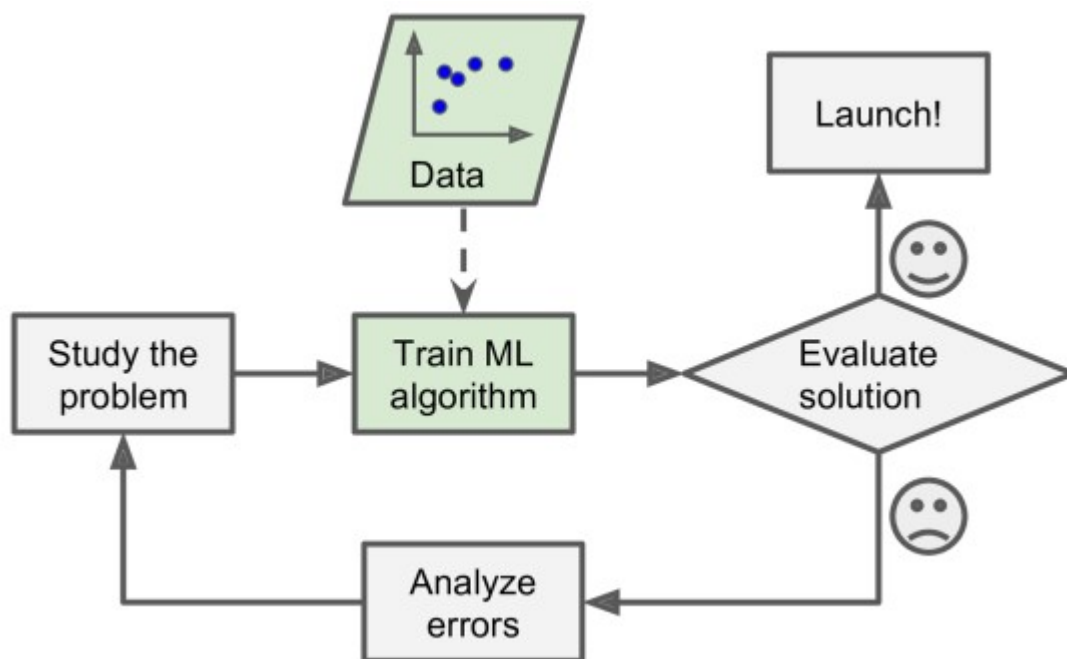 Data
Launch!
Study the
problem
Train ML
algorithm
Evaluate
solution
Analyze
errors